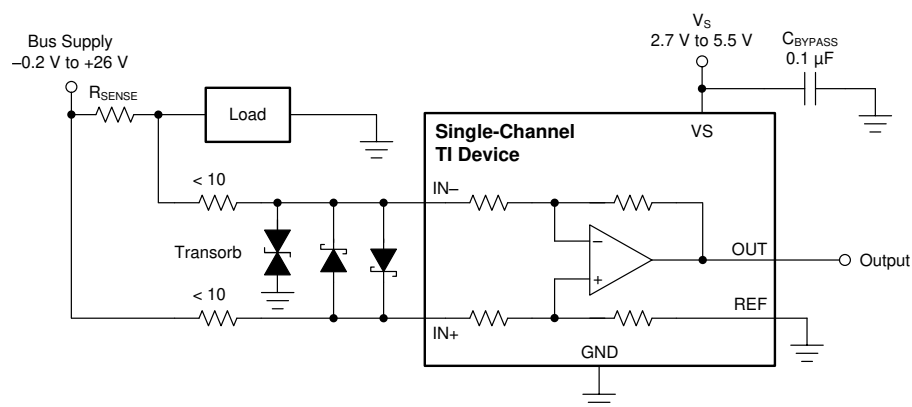 Bus Supply
–0.2 V to +26 V
RSENSE
Load
VS
2.7 V to 5.5 V
CBYPASS
0.1 µF
Single-Channel
TI Device
VS
< 10
IN–
–
Transorb
+
OUT
Output
< 10
IN+
REF
GND